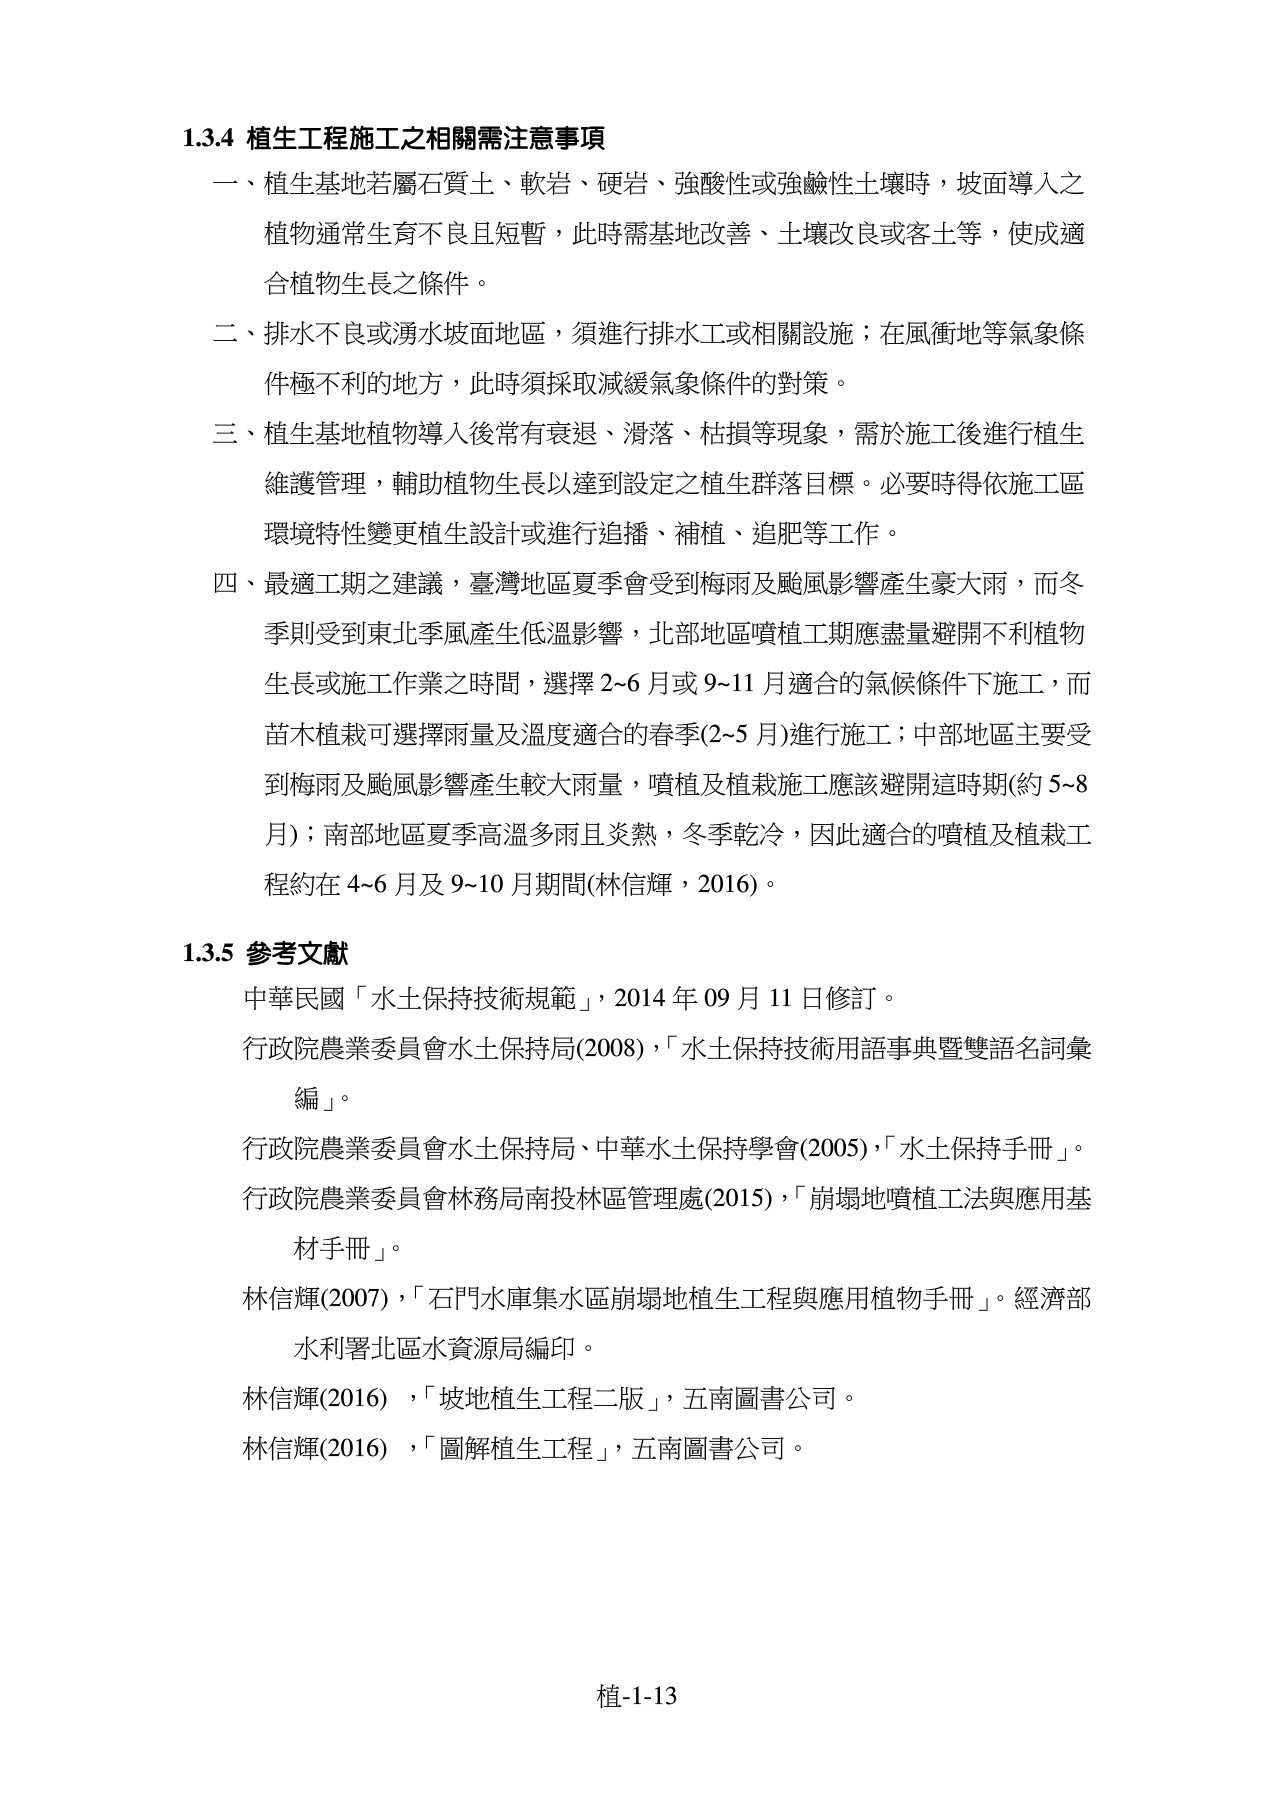 1.3.4 植生工程施工之相關需注意事項
一、植生基地若屬石質土、軟岩、硬岩、強酸性或強鹼性土壤時，坡面導入之
植物通常生育不良且短暫，此時需基地改善、土壤改良或客土等，使成適
合植物生長之條件。
二、排水不良或湧水坡面地區，須進行排水工或相關設施；在風衝地等氣象條
件極不利的地方，此時須採取減緩氣象條件的對策。
三、植生基地植物導入後常有衰退、滑落、枯損等現象，需於施工後進行植生
維護管理，輔助植物生長以達到設定之植生群落目標。必要時得依施工區
環境特性變更植生設計或進行追播、補植、追肥等工作。
四、最適工期之建議，臺灣地區夏季會受到梅雨及颱風影響產生豪大雨，而冬
季則受到東北季風產生低溫影響，北部地區噴植工期應盡量避開不利植物
生長或施工作業之時間，選擇 2~6 月或 9~11 月適合的氣候條件下施工，而
苗木植栽可選擇雨量及溫度適合的春季(2~5 月)進行施工；中部地區主要受
到梅雨及颱風影響產生較大雨量，噴植及植栽施工應該避開這時期(約 5~8
月)；南部地區夏季高溫多雨且炎熱，冬季乾冷，因此適合的噴植及植栽工
程約在 4~6 月及 9~10 月期間(林信輝，2016)。
1.3.5 參考文獻
中華民國「水土保持技術規範」，2014 年 09 月 11 日修訂。
行政院農業委員會水土保持局(2008)，「水土保持技術用語事典暨雙語名詞彙
編」。
行政院農業委員會水土保持局、中華水土保持學會(2005)，「水土保持手冊」。
行政院農業委員會林務局南投林區管理處(2015)，「崩塌地噴植工法與應用基
材手冊」。
林信輝(2007)，「石門水庫集水區崩塌地植生工程與應用植物手冊」。經濟部
水利署北區水資源局編印。
林信輝(2016) ，「坡地植生工程二版」，五南圖書公司。
林信輝(2016) ，「圖解植生工程」，五南圖書公司。
植-1-13